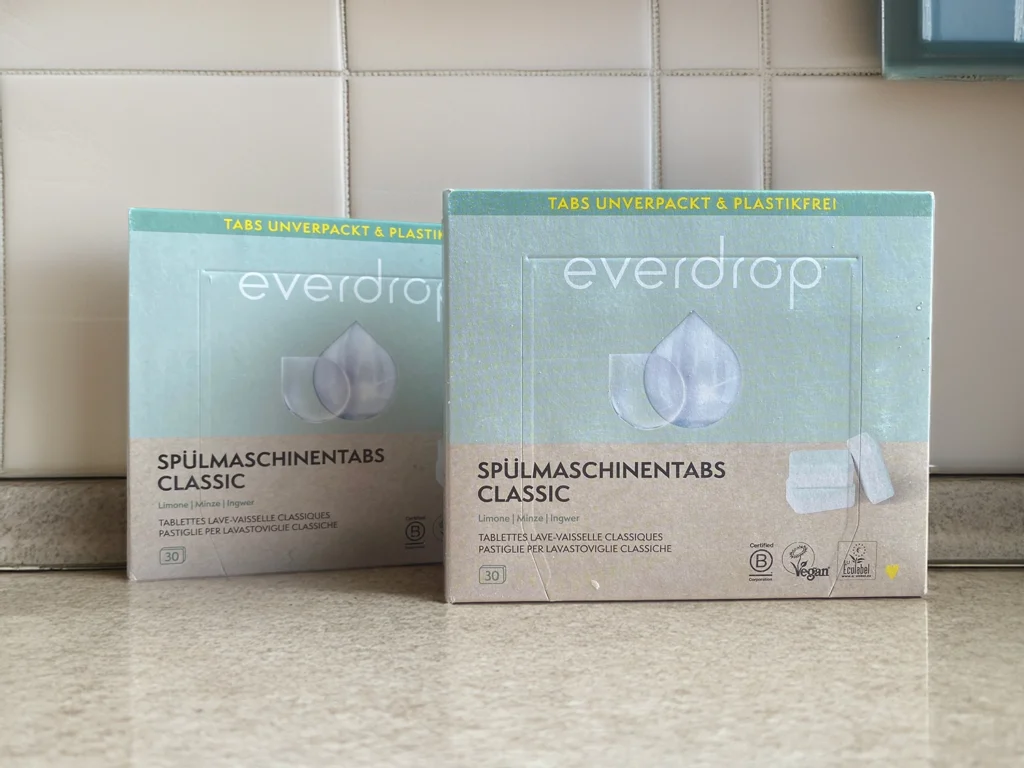 TABS UNVERPACKT & PLASTIK
everdrop
SPÜLMASCHINENTABS
CLASSIC
Limone | Minze | Ingwer
TABLETTES LAVE-VAISSELLE CLASSIQUES
PASTIGLIE PER LAVASTOVIGLIE CLASSICHE
30
Certified
B
Corporation
TABS UNVERPACKT & PLASTIKFREI
everdrop
SPÜLMASCHINENTABS
CLASSIC
Limone | Minze | Ingwer
TABLETTES LAVE-VAISSELLE CLASSIQUES
PASTIGLIE PER LAVASTOVIGLIE CLASSICHE
30
Certified
B
Corporation
Vegan
EU
Ecolabel